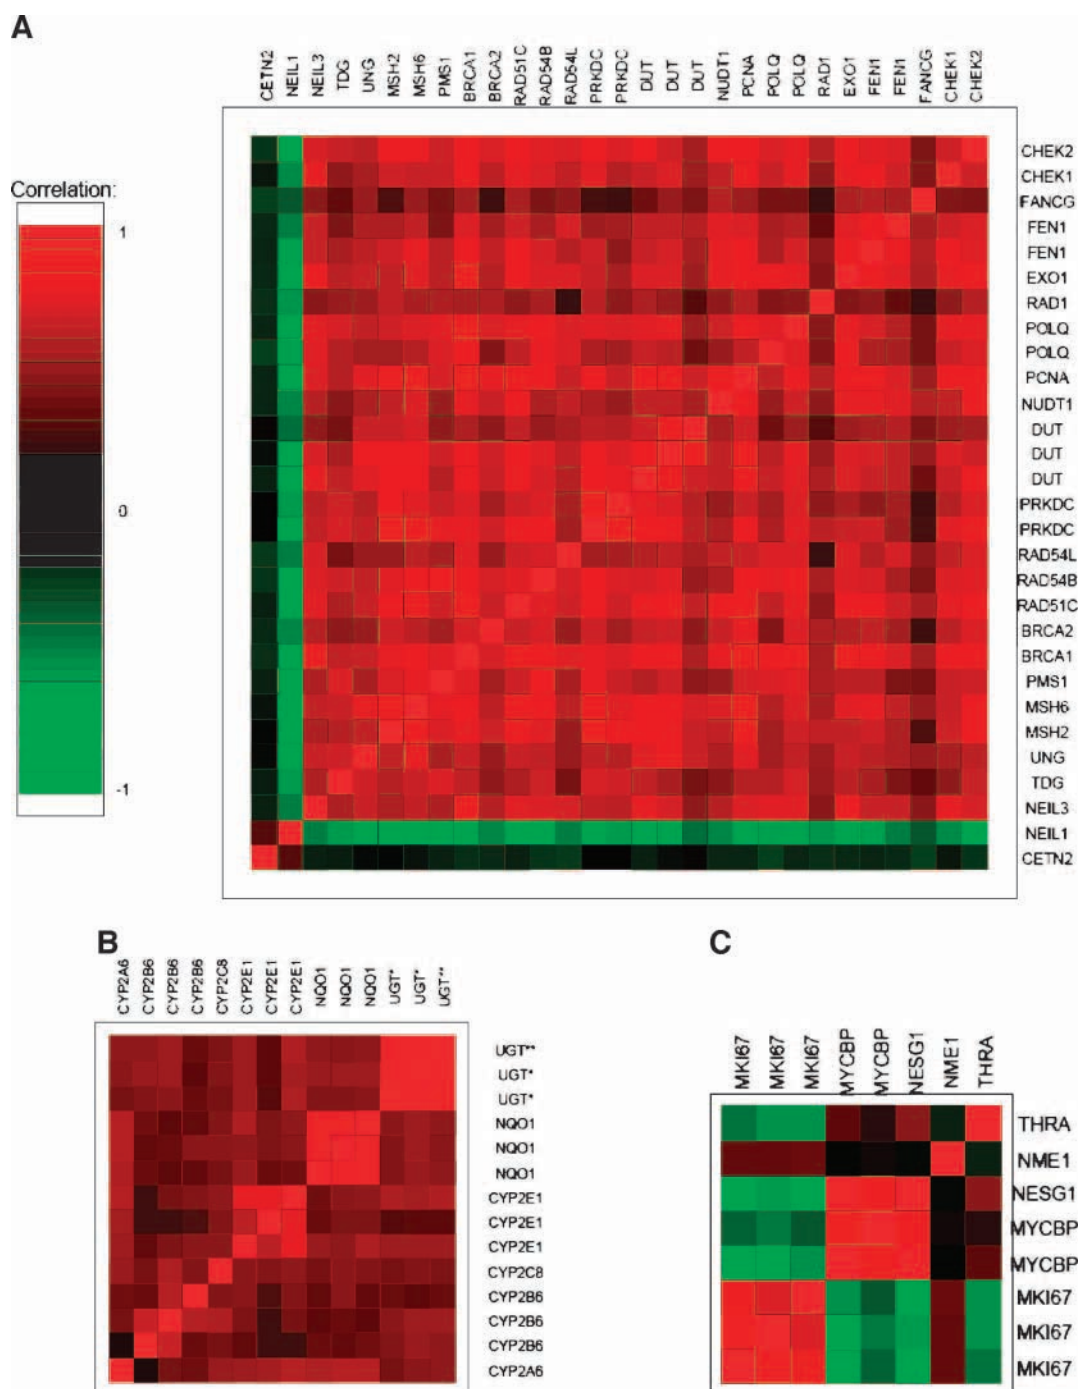 A
CETN2 NEIL1 NEIL3 TDG UNG MSH2 MSH6 PMS1 BRCA1 BRCA2 RAD51C RAD54B RAD54L PRKDC PRKDC DUT DUT DUT NUDT1 PCNA POLQ POLQ RAD1 EXO1 FEN1 FEN1 FANCG CHEK1 CHEK2
Correlation:
1
0
-1
CHEK2
CHEK1
FANCG
FEN1
FEN1
EXO1
RAD1
POLQ
POLQ
PCNA
NUDT1
DUT
DUT
DUT
PRKDC
PRKDC
RAD54L
RAD54B
RAD51C
BRCA2
BRCA1
PMS1
MSH6
MSH2
UNG
TDG
NEIL3
NEIL1
CETN2
B
CYP2A6 CYP2B6 CYP2B6 CYP2B6 CYP2C8 CYP2E1 CYP2E1 CYP2E1 NQO1 NQO1 NQO1 UGT* UGT* UGT**
UGT**
UGT*
UGT*
NQO1
NQO1
NQO1
CYP2E1
CYP2E1
CYP2E1
CYP2C8
CYP2B6
CYP2B6
CYP2B6
CYP2A6
C
MKI67 MKI67 MKI67 MYCBP MYCBP NESG1 NME1 THRA
THRA
NME1
NESG1
MYCBP
MYCBP
MKI67
MKI67
MKI67